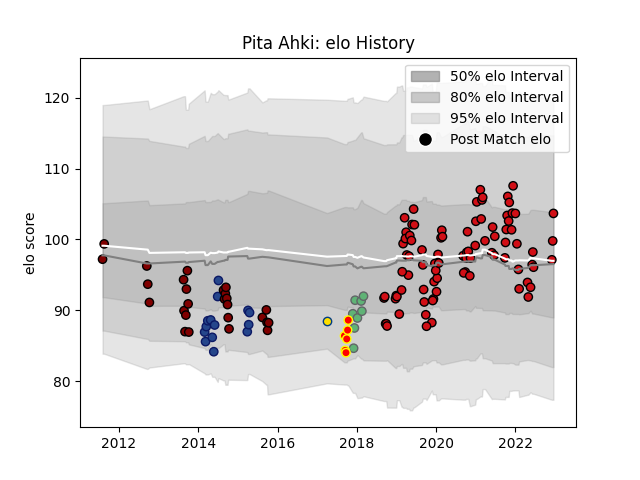 Pita Ahki: elo History
50% elo Interval
80% elo Interval
95% elo Interval
Post Match elo
elo score
120
110
100
90
80
2012
2014
2016
2018
2020
2022